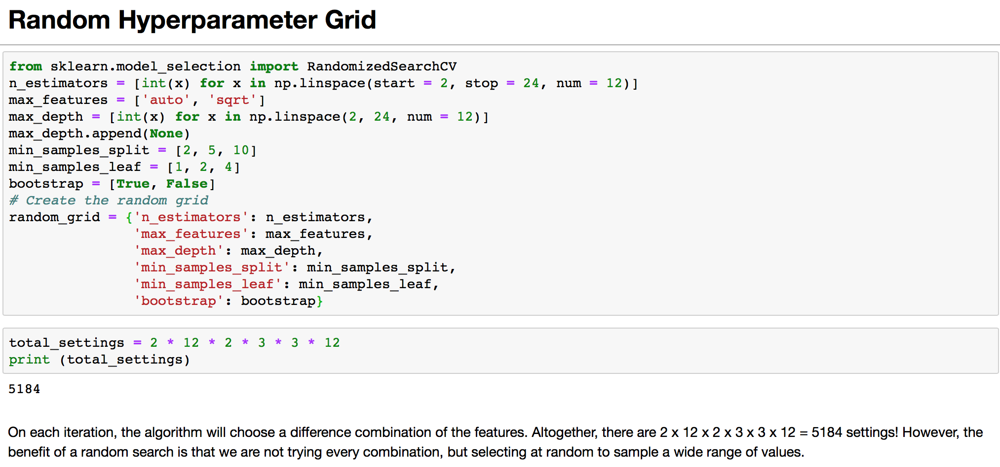 Random Hyperparameter Grid
from sklearn.model_selection import RandomizedSearchCV
n_estimators = [int(x) for x in np.linspace(start = 2, stop = 24, num = 12)]
max_features = ['auto', 'sqrt']
max_depth = [int(x) for x in np.linspace(2, 24, num = 12)]
max_depth.append(None)
min_samples_split = [2, 5, 10]
min_samples_leaf = [1, 2, 4]
bootstrap = [True, False]
# Create the random grid
random_grid = {'n_estimators': n_estimators,
'max_features': max_features,
'max_depth': max_depth,
'min_samples_split': min_samples_split,
'min_samples_leaf': min_samples_leaf,
'bootstrap': bootstrap}
total_settings = 2 * 12 * 2 * 3 * 3 * 12
print (total_settings)
5184
On each iteration, the algorithm will choose a difference combination of the features. Altogether, there are 2 x 12 x 2 x 3 x 3 x 12 = 5184 settings! However, the
benefit of a random search is that we are not trying every combination, but selecting at random to sample a wide range of values.